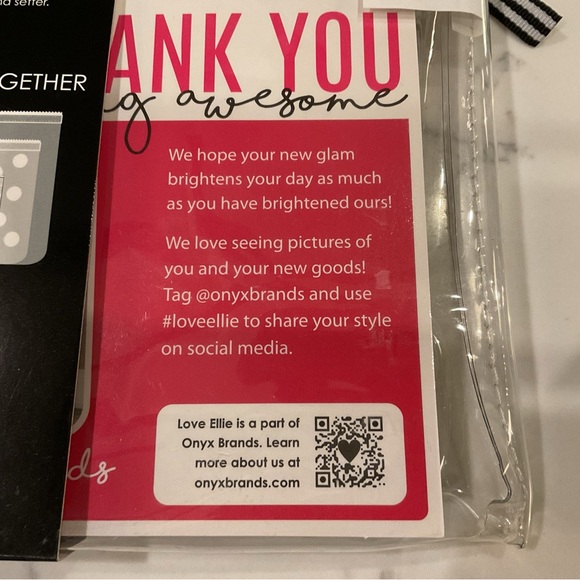 setter.
GETHER
ANK YOU
awesome
We hope your new glam
brightens your day as much
as you have brightened ours!
We love seeing pictures of
you and your new goods!
Tag @onyxbrands and use
#loveellie to share your style
on social media.
Love Ellie is a part of
Onyx Brands. Learn
more about us at
onyxbrands.com
ds